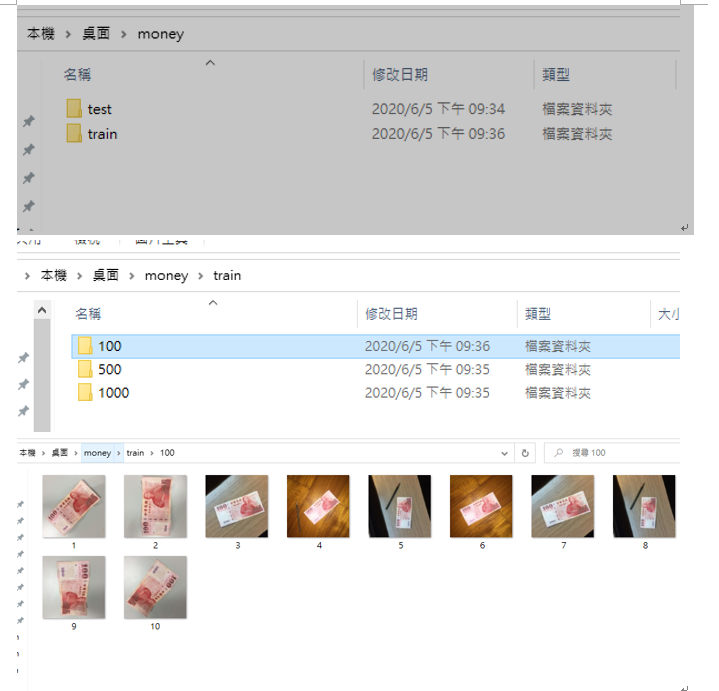 本機 > 桌面 > money
名稱 修改日期 類型
test 2020/6/5 下午 09:34 檔案資料夾
train 2020/6/5 下午 09:36 檔案資料夾
> 本機 > 桌面 > money > train
名稱 修改日期 類型 大小
100 2020/6/5 下午 09:36 檔案資料夾
500 2020/6/5 下午 09:35 檔案資料夾
1000 2020/6/5 下午 09:35 檔案資料夾
本機 > 桌面 > money > train > 100 搜尋 100
1 2 3 4 5 6 7 8
9 10